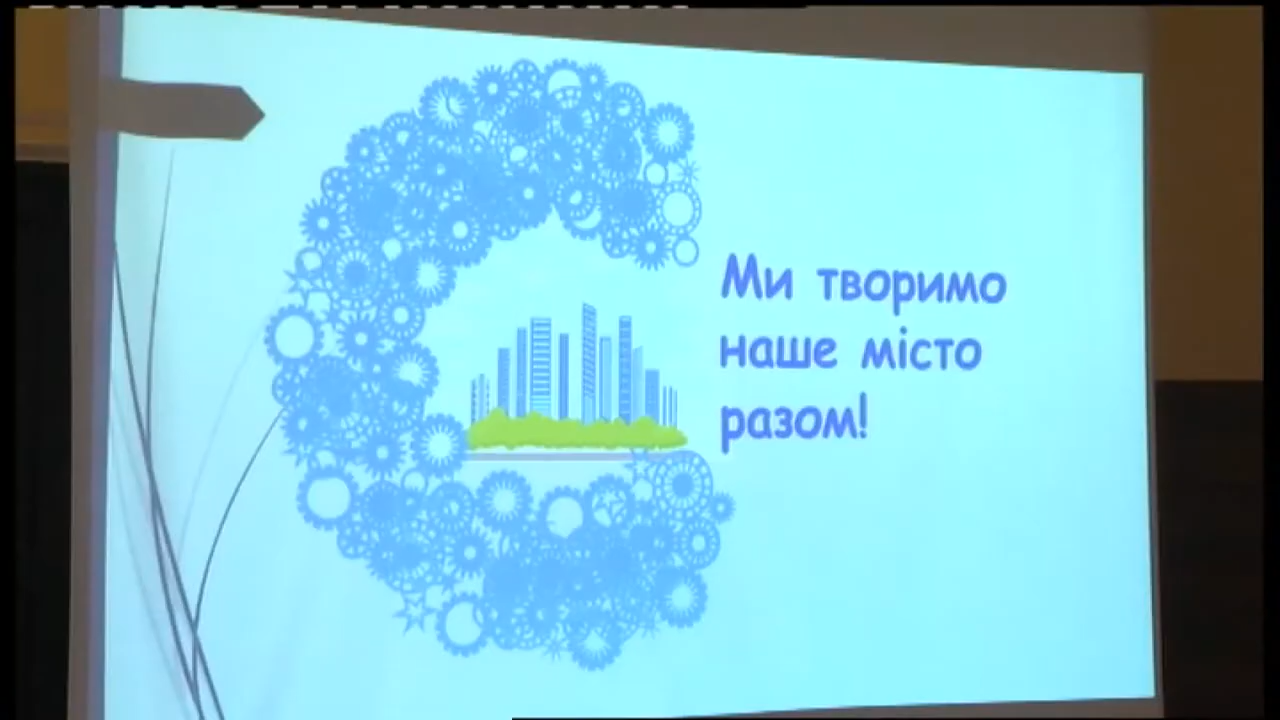 Ми творимо
наше місто
разом!